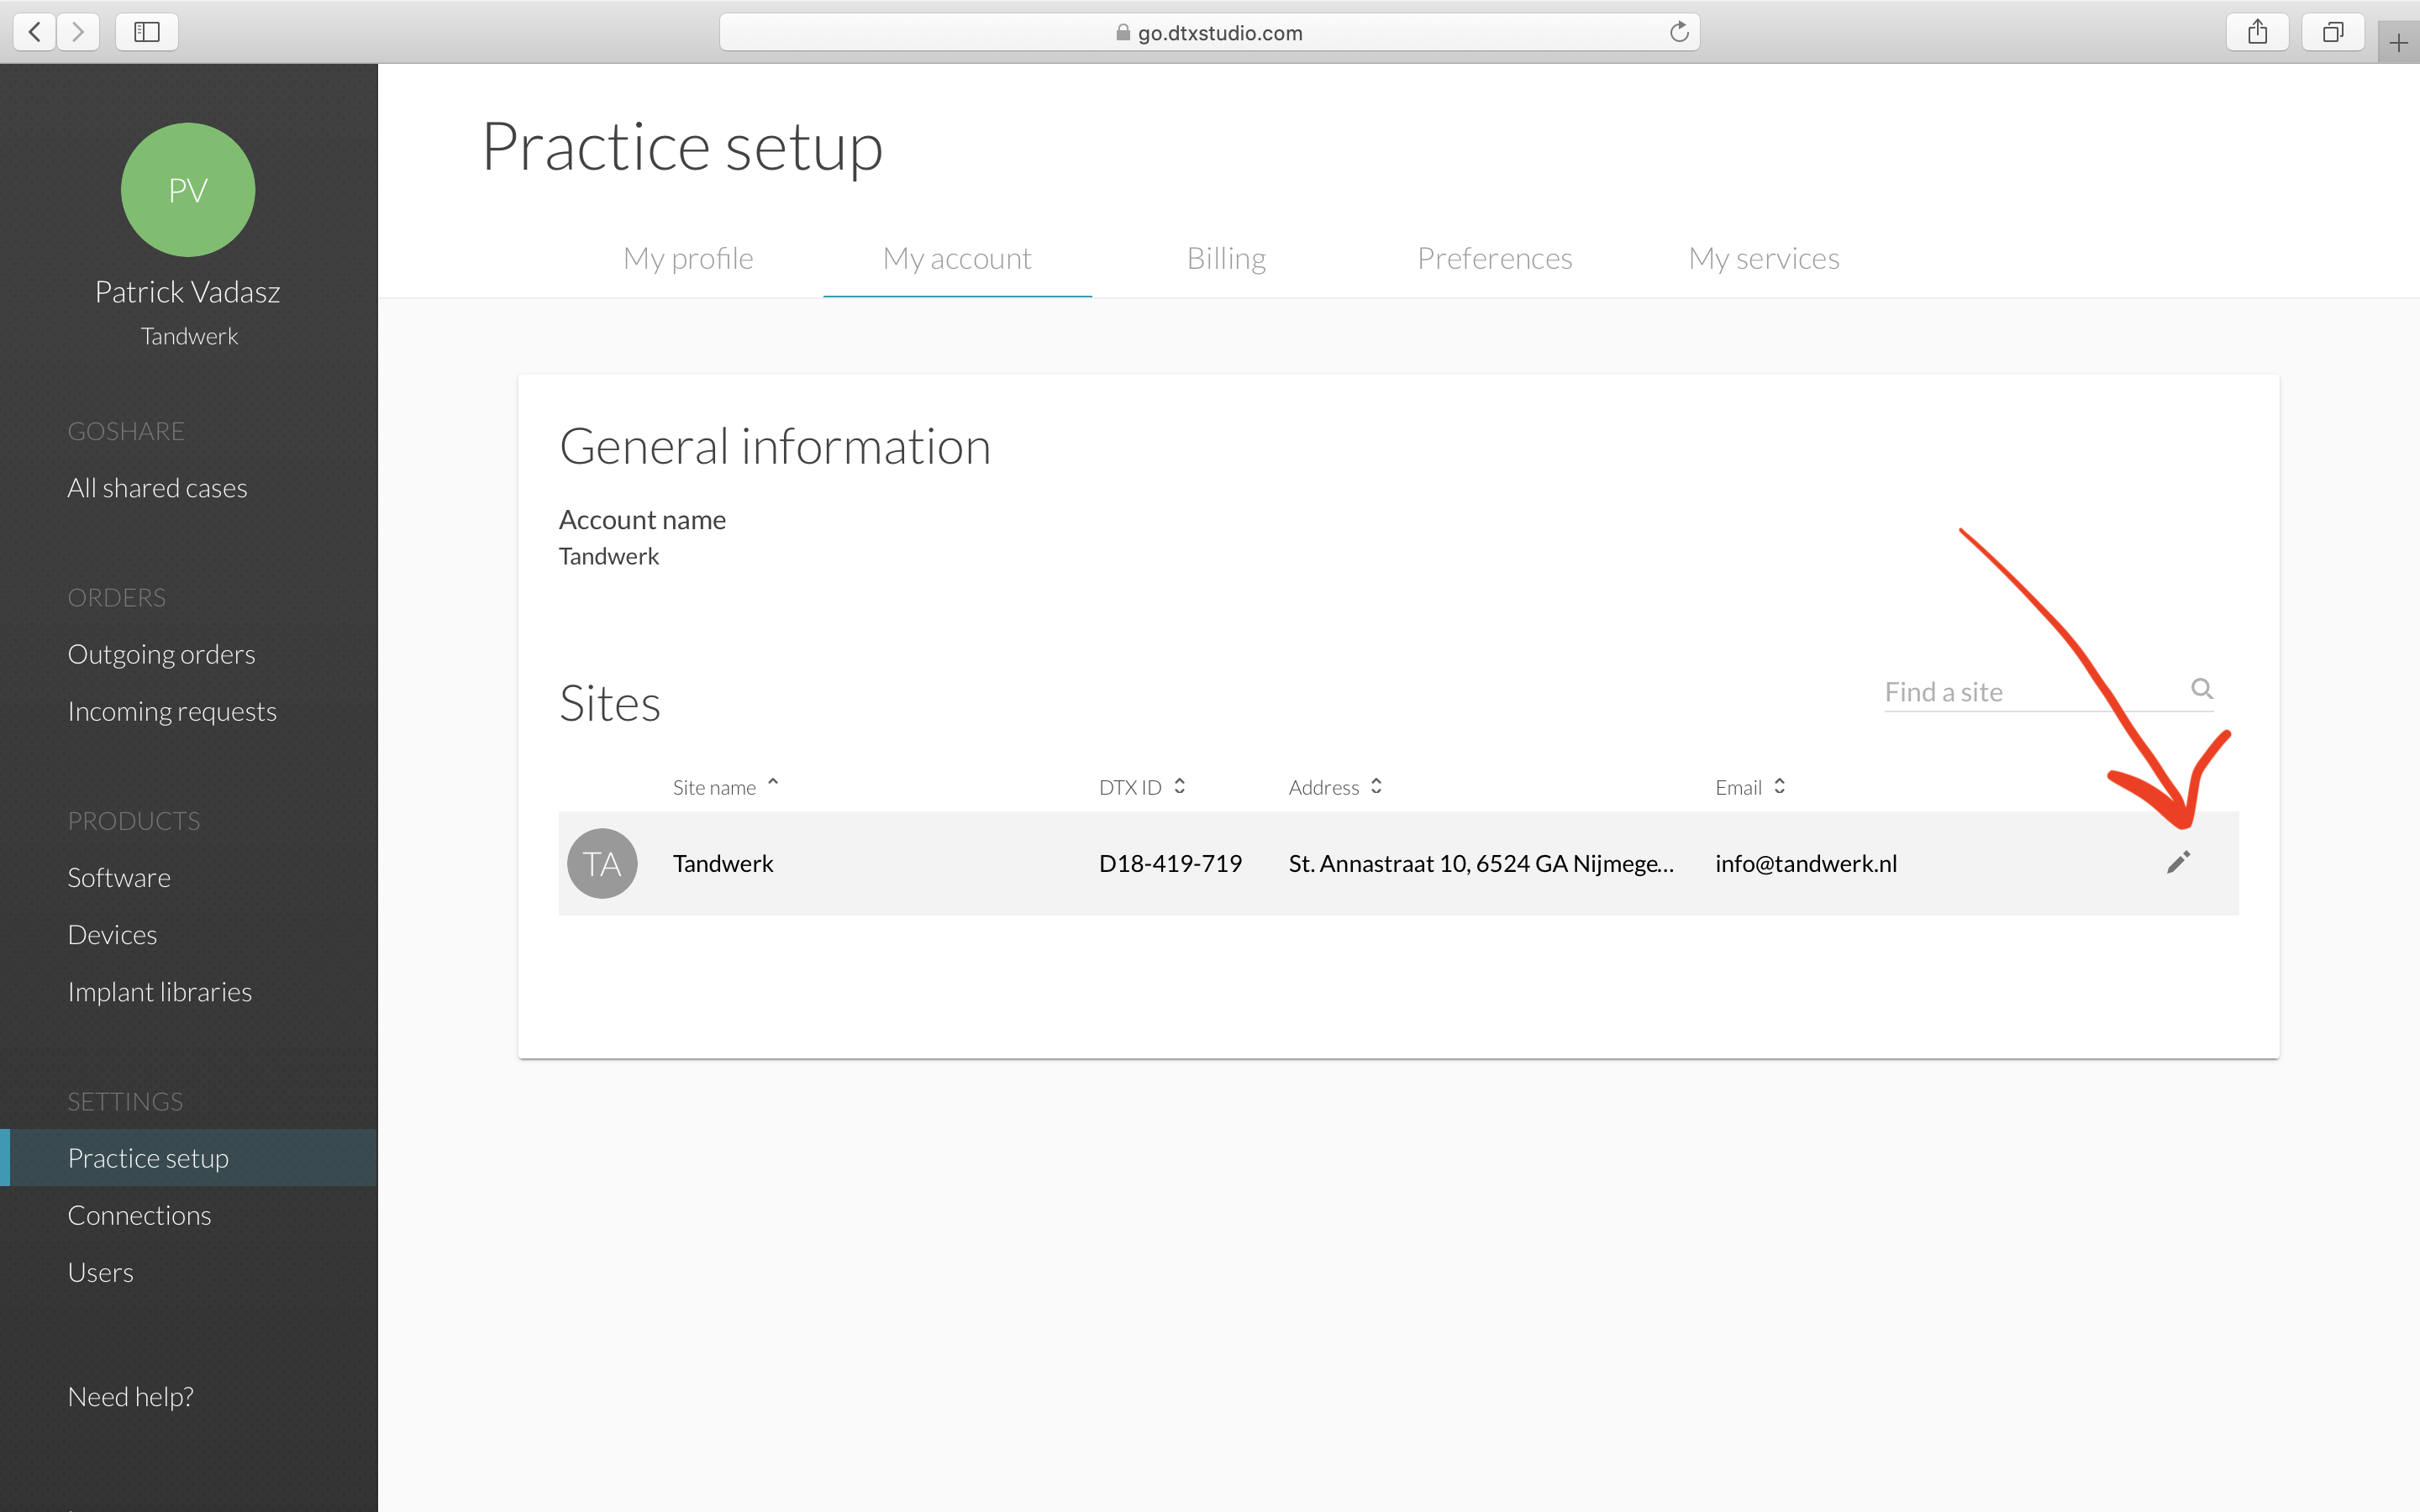 go.dtxstudio.com
PV
Patrick Vadasz
Tandwerk
GOSHARE
All shared cases
ORDERS
Outgoing orders
Incoming requests
PRODUCTS
Software
Devices
Implant libraries
SETTINGS
Practice setup
Connections
Users
Need help?
Practice setup
My profile My account Billing Preferences My services
General information
Account name
Tandwerk
Sites
Find a site
Site name DTX ID Address Email
TA Tandwerk D18-419-719 St. Annastraat 10, 6524 GA Nijmege... info@tandwerk.nl